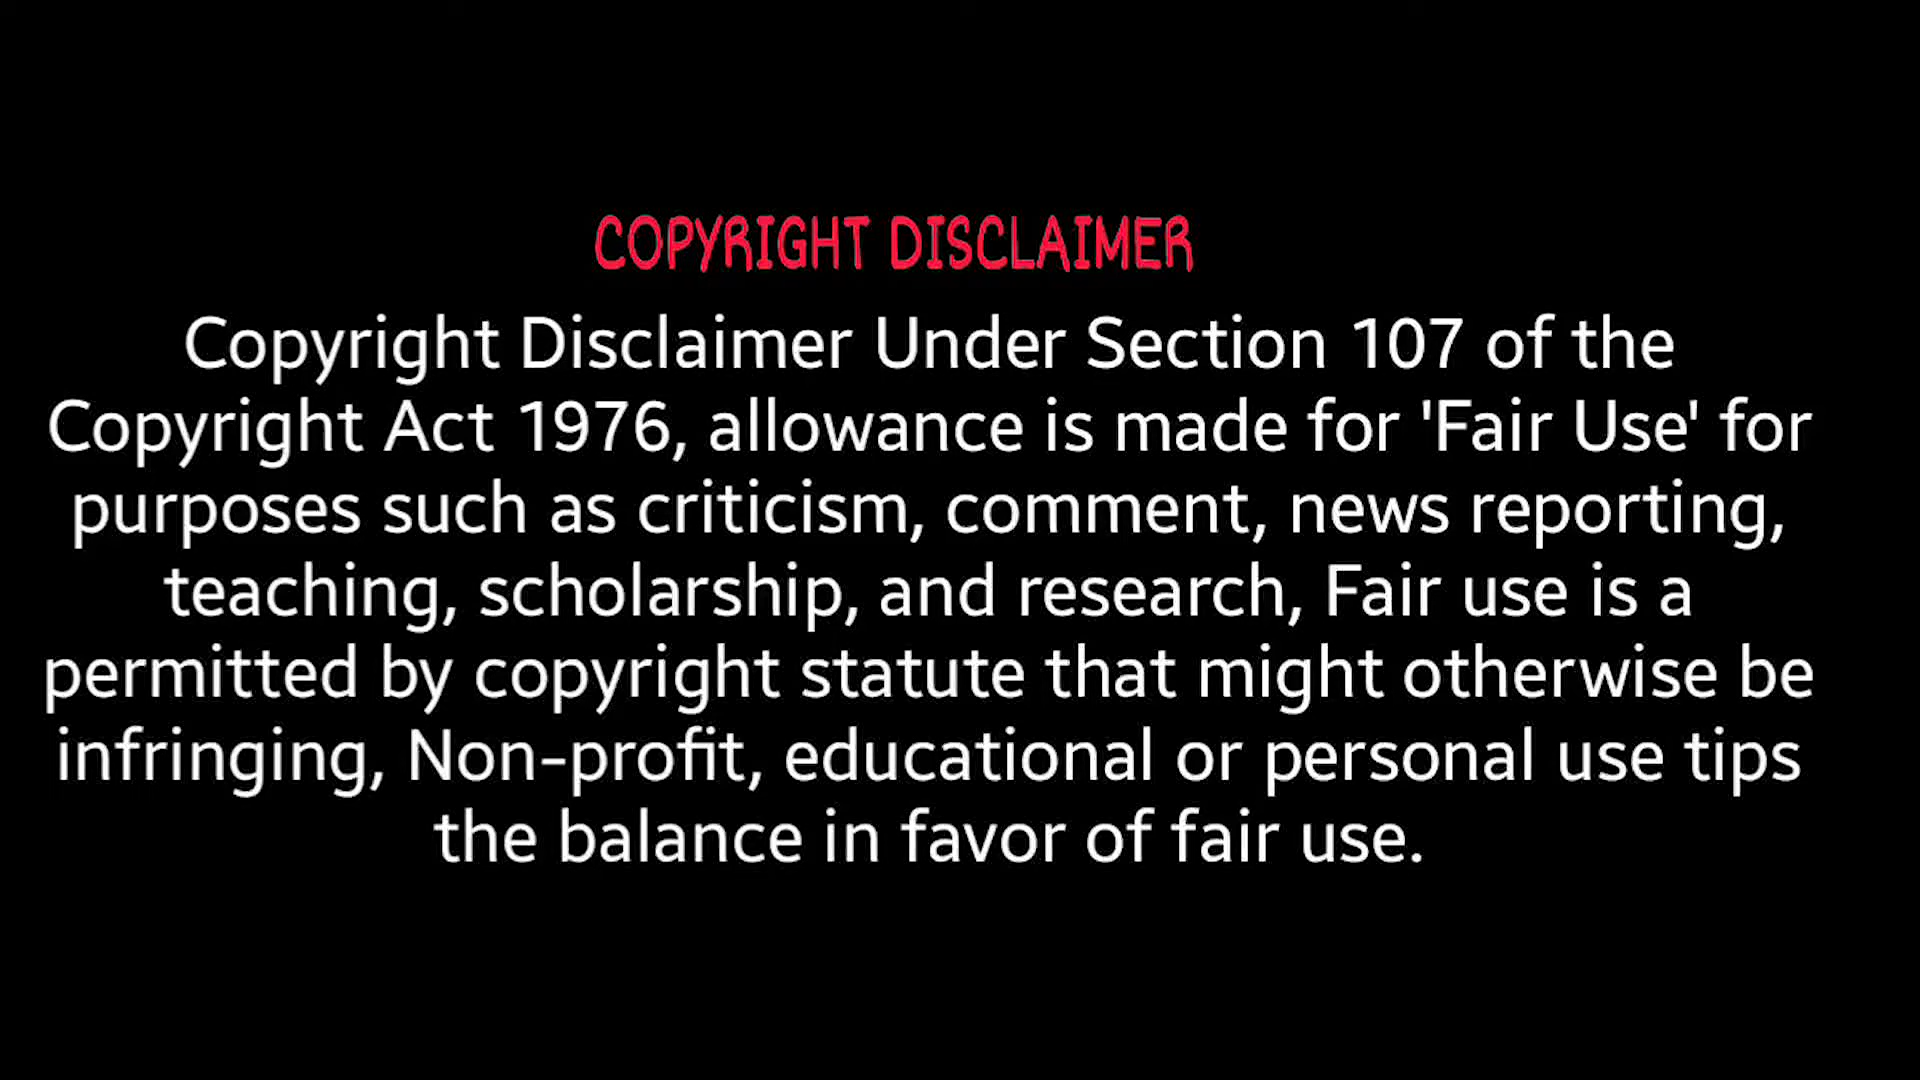 COPYRIGHT DISCLAIMER
Copyright Disclaimer Under Section 107 of the
Copyright Act 1976, allowance is made for 'Fair Use' for
purposes such as criticism, comment, news reporting,
teaching, scholarship, and research, Fair use is a
permitted by copyright statute that might otherwise be
infringing, Non-profit, educational or personal use tips
the balance in favor of fair use.